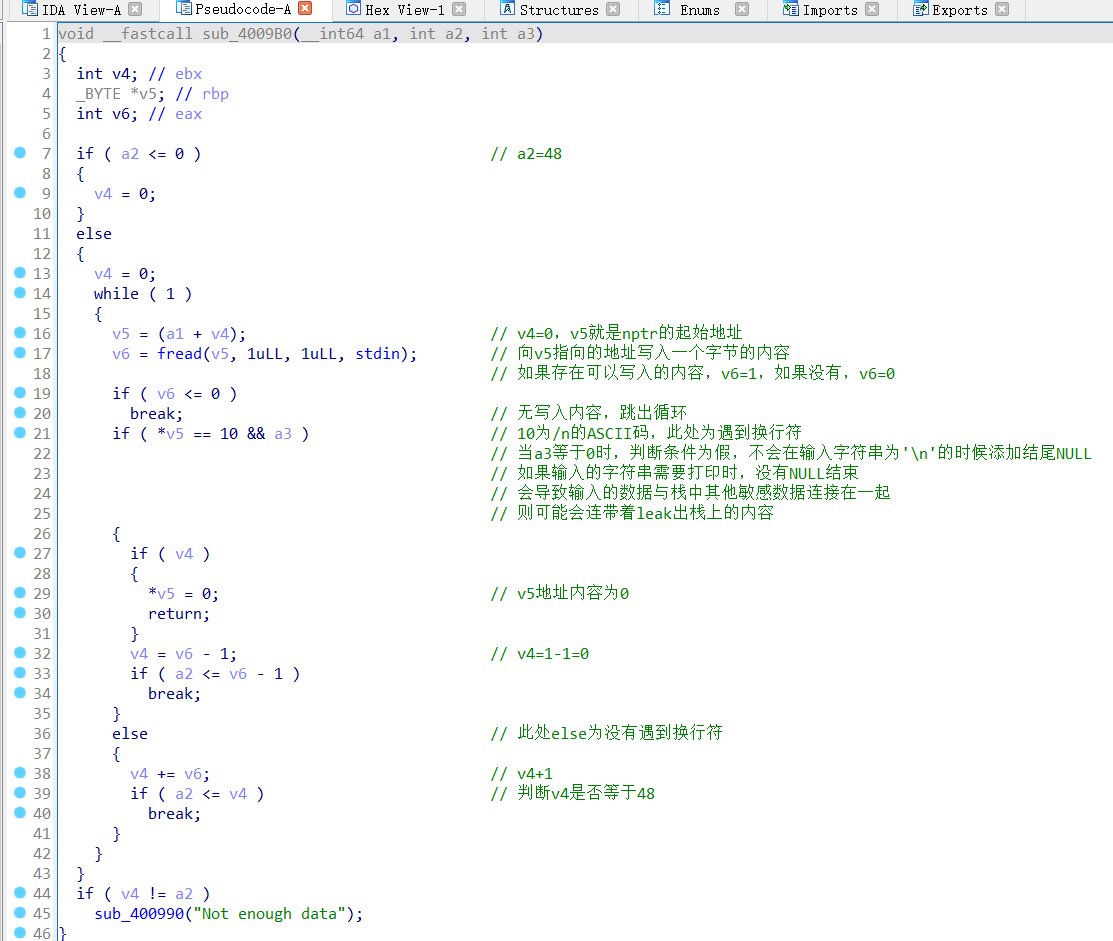 IDA View-A Pseudocode-A Hex View-1 Structures Enums Imports Exports
1 void __fastcall sub_4009B0(__int64 a1, int a2, int a3)
2 {
3 int v4; // ebx
4 _BYTE *v5; // rbp
5 int v6; // eax
6
7 if ( a2 <= 0 ) // a2=48
8 {
9 v4 = 0;
10 }
11 else
12 {
13 v4 = 0;
14 while ( 1 )
15 {
16 v5 = (a1 + v4); // v4=0，v5就是nptr的起始地址
17 v6 = fread(v5, 1uLL, 1uLL, stdin); // 向v5指向的地址写入一个字节的内容
18 // 如果存在可以写入的内容，v6=1，如果没有，v6=0
19 if ( v6 <= 0 )
20 break; // 无写入内容，跳出循环
21 if ( *v5 == 10 && a3 ) // 10为/n的ASCII码，此处为遇到换行符
22 // 当a3等于0时，判断条件为假，不会在输入字符串为'\n'的时候添加结尾NULL
23 // 如果输入的字符串需要打印时，没有NULL结束
24 // 会导致输入的数据与栈中其他敏感数据连接在一起
25 // 则可能会连带着leak出栈上的内容
26 {
27 if ( v4 )
28 {
29 *v5 = 0; // v5地址内容为0
30 return;
31 }
32 v4 = v6 - 1; // v4=1-1=0
33 if ( a2 <= v6 - 1 )
34 break;
35 }
36 else // 此处else为没有遇到换行符
37 {
38 v4 += v6; // v4+1
39 if ( a2 <= v4 ) // 判断v4是否等于48
40 break;
41 }
42 }
43 }
44 if ( v4 != a2 )
45 sub_400990("Not enough data");
46 }